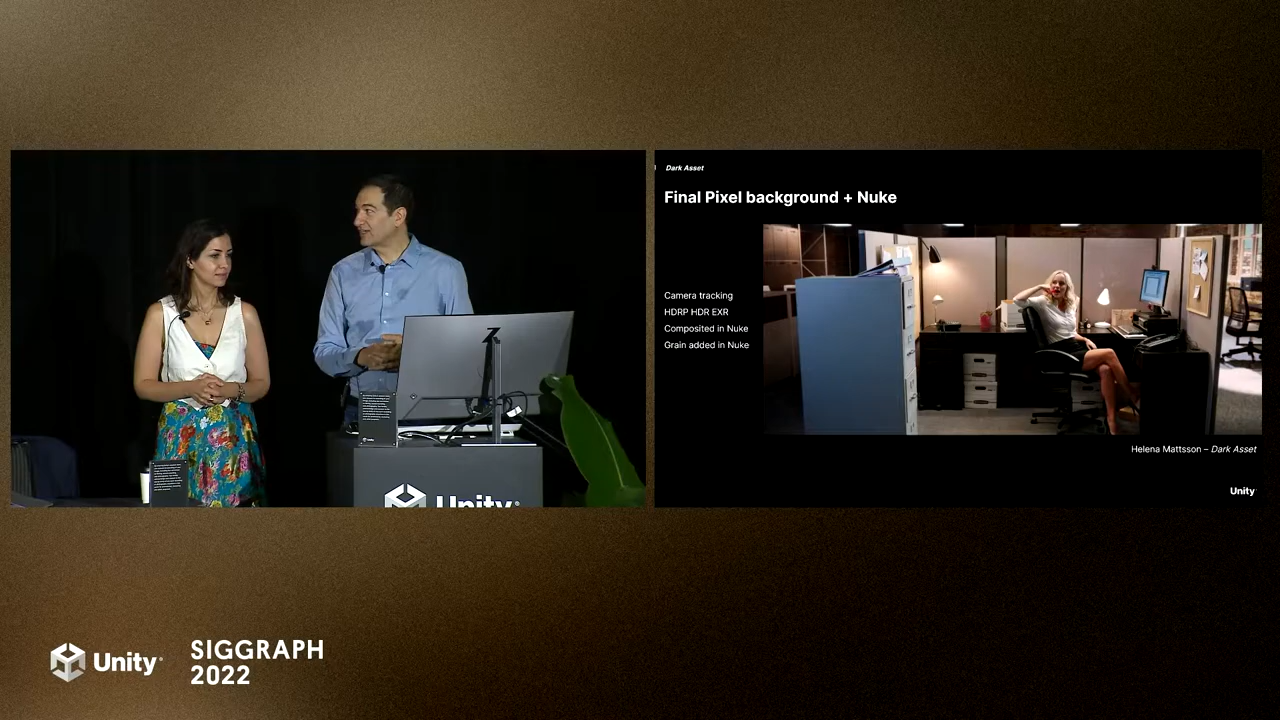 Dark Asset
Final Pixel background + Nuke
Camera tracking
HDRP HDR EXR
Composited in Nuke
Grain added in Nuke
Helena Mattsson – Dark Asset
Unity
Unity
Unity
SIGGRAPH
2022